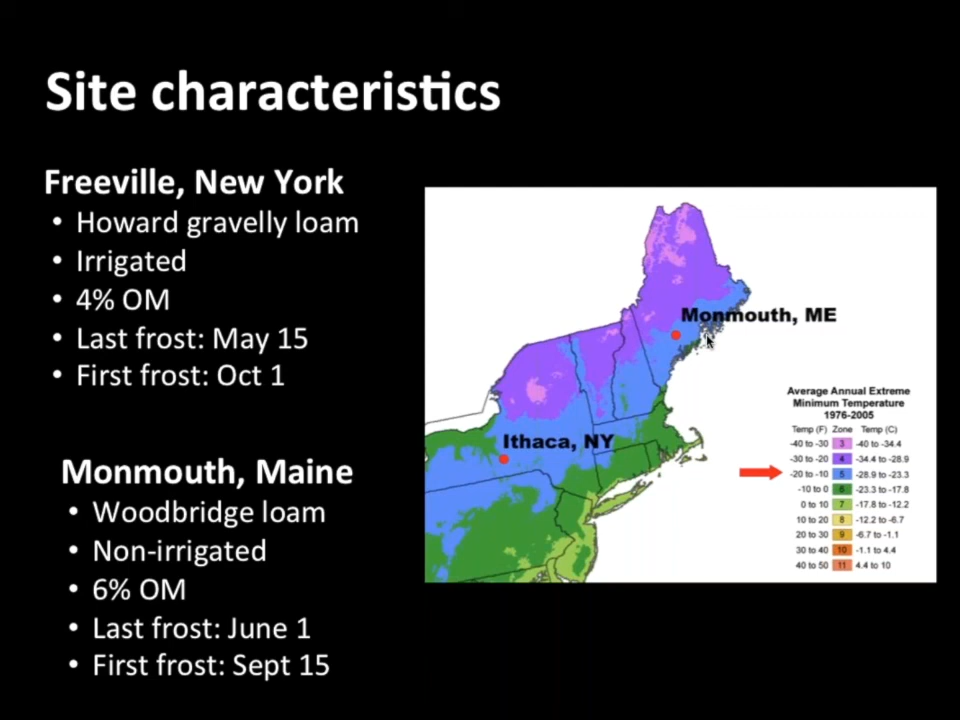 Site characteristics
Freeville, New York
• Howard gravelly loam
• Irrigated
• 4% OM
• Last frost: May 15
• First frost: Oct 1
Monmouth, Maine
• Woodbridge loam
• Non-irrigated
• 6% OM
• Last frost: June 1
• First frost: Sept 15
Monmouth, ME
Ithaca, NY
Average Annual Extreme
Minimum Temperature
1976-2005
Temp (F) Zone Temp (C)
-40 to -30 3 -40 to -34.4
-30 to -20 4 -34.4 to -28.9
-20 to -10 5 -28.9 to -23.3
-10 to 0 6 -23.3 to -17.8
0 to 10 7 -17.8 to -12.2
10 to 20 8 -12.2 to -6.7
20 to 30 9 -6.7 to -1.1
30 to 40 10 -1.1 to 4.4
40 to 50 11 4.4 to 10